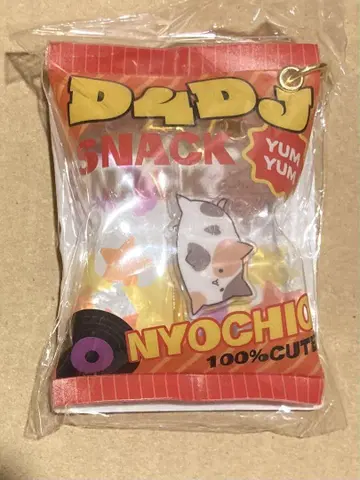 D4DJ
SNACK
YUM
YUM
NYOCHIO
100%CUTE